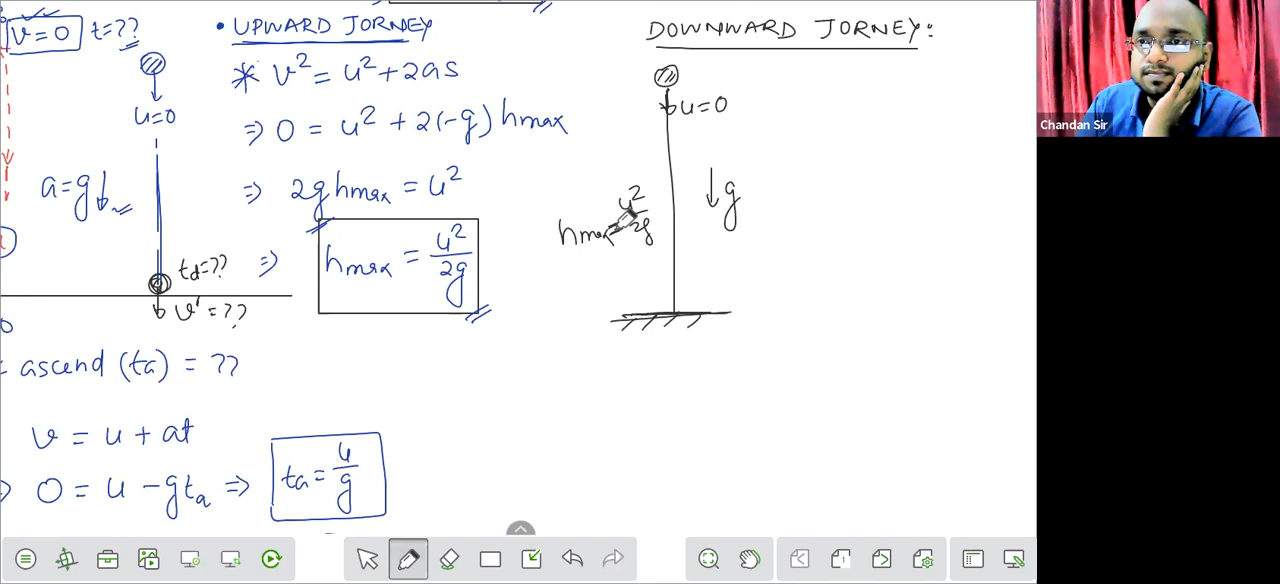 v=0 t=??
u=0
a=g
td=??
v'=??
• UPWARD JORNEY
* v² = u² + 2as
⇒ 0 = u² + 2(-g) hmax
⇒ 2g hmax = u²
⇒ hmax = u²/2g
= ascend (ta) = ??
v = u + at
⇒ 0 = u - gta ⇒ ta = u/g
DOWNWARD JORNEY:
u=0
g
hmax u²/2g
Chandan Sir
1